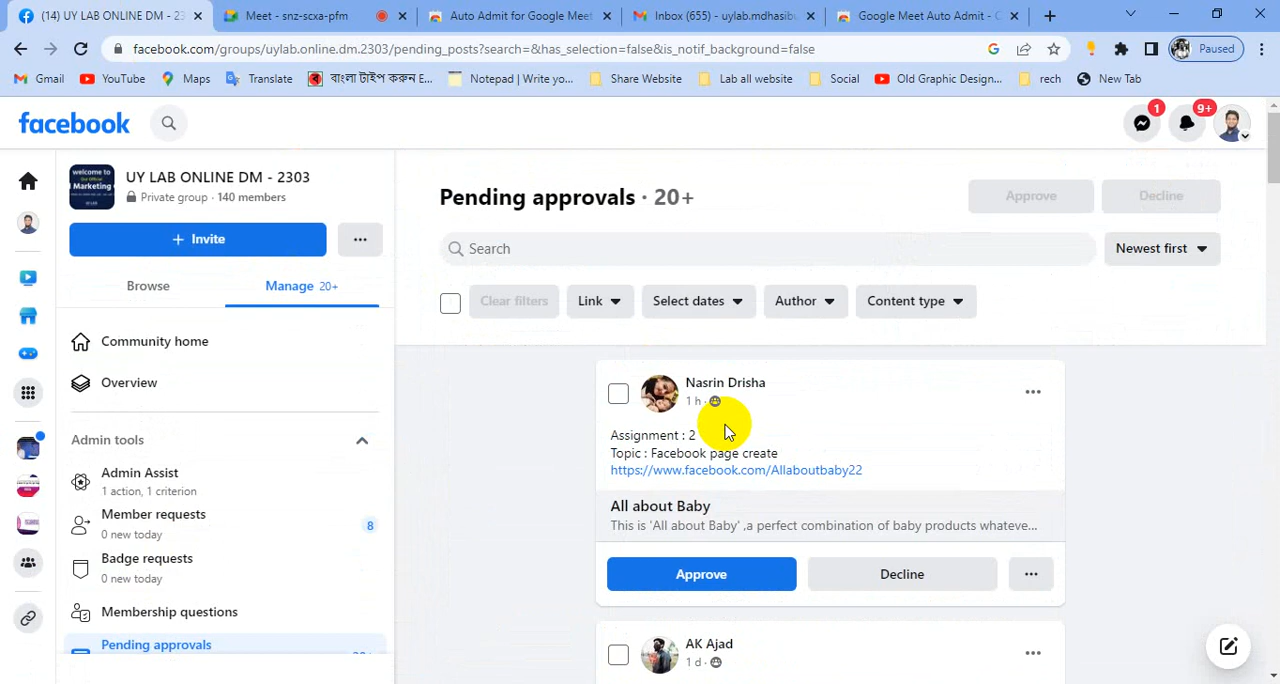 (14) UY LAB ONLINE DM - 23
Meet - snz-scxa-pfm
Auto Admit for Google Meet
Inbox (655) - uylab.mdhasibu
Google Meet Auto Admit - C
facebook.com/groups/uylab.online.dm.2303/pending_posts?search=&has_selection=false&is_notif_background=false
Paused
Gmail
YouTube
Maps
Translate
বাংলা টাইপ করুন E...
Notepad | Write yo...
Share Website
Lab all website
Social
Old Graphic Design...
rech
New Tab
facebook
1
9+
welcome to
Marketing
UY LAB ONLINE DM - 2303
Private group · 140 members
+ Invite
Browse
Manage 20+
Community home
Overview
Admin tools
Admin Assist
1 action, 1 criterion
Member requests
0 new today
8
Badge requests
0 new today
Membership questions
Pending approvals
Pending approvals · 20+
Approve
Decline
Search
Newest first
Clear filters
Link
Select dates
Author
Content type
Nasrin Drisha
1 h ·
Assignment : 2
Topic : Facebook page create
https://www.facebook.com/Allaboutbaby22
All about Baby
This is 'All about Baby' ,a perfect combination of baby products whateve...
Approve
Decline
AK Ajad
1 d ·